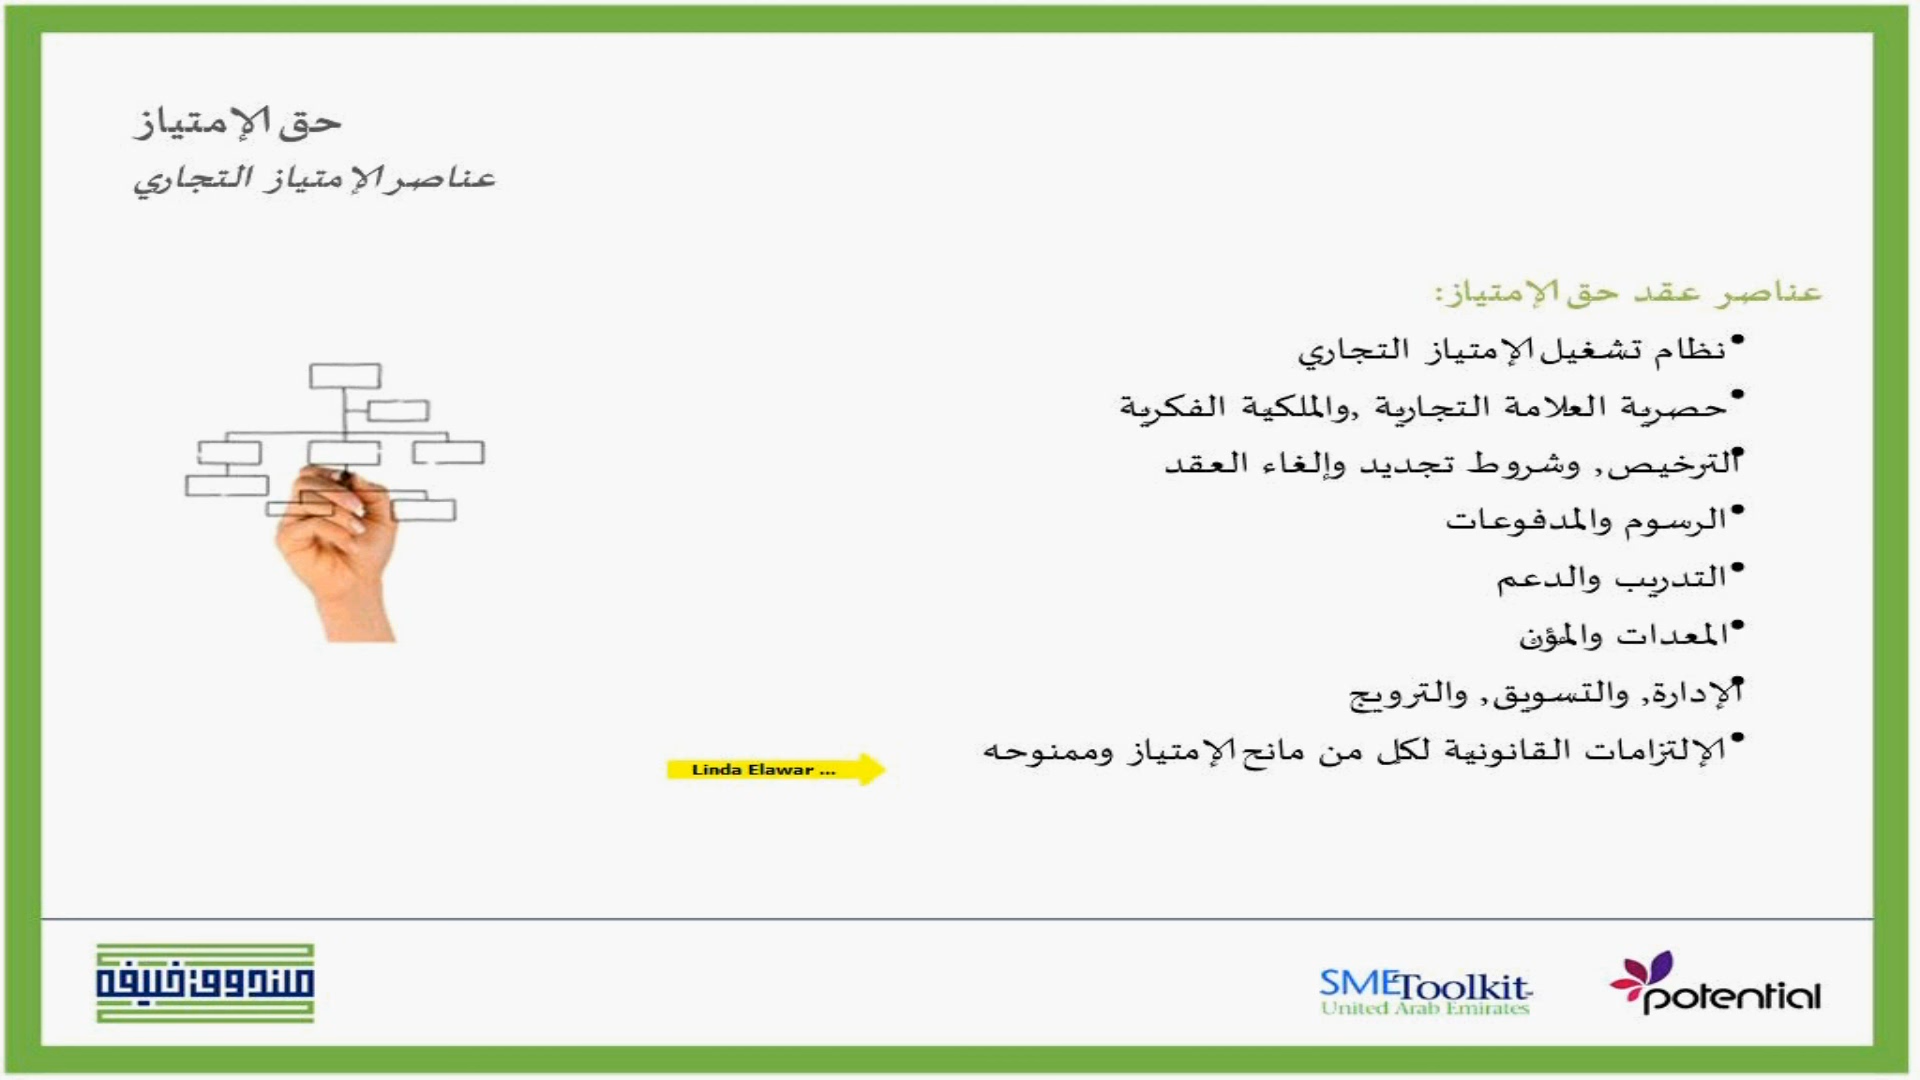 حق الإمتياز
عناصر الإمتياز التجاري
عناصر عقد حق الإمتياز:
•نظام تشغيل الإمتياز التجاري
•حصرية العلامة التجارية ,والملكية الفكرية
•الترخيص, وشروط تجديد وإلغاء العقد
•الرسوم والمدفوعات
•التدريب والدعم
•المعدات والمؤن
•الإدارة, والتسويق, والترويج
•الإلتزامات القانونية لكل من مانح الإمتياز وممنوحه
Linda Elawar ...
صندوق خليفة
SMEToolkit
United Arab Emirates
potential